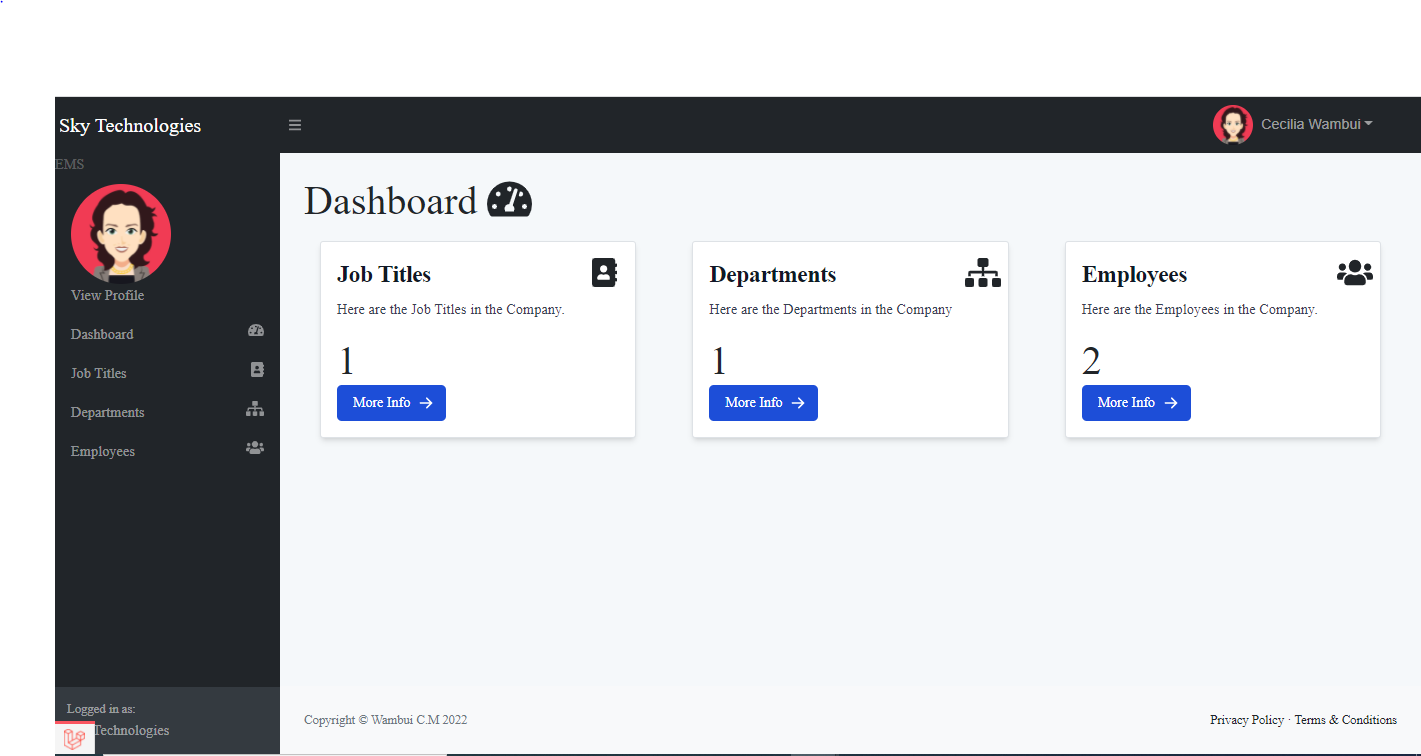 Sky Technologies
Cecilia Wambui
EMS
View Profile
Dashboard
Job Titles
Departments
Employees
Logged in as:
Technologies
Dashboard
Job Titles
Here are the Job Titles in the Company.
1
More Info
Departments
Here are the Departments in the Company
1
More Info
Employees
Here are the Employees in the Company.
2
More Info
Copyright © Wambui C.M 2022
Privacy Policy · Terms & Conditions